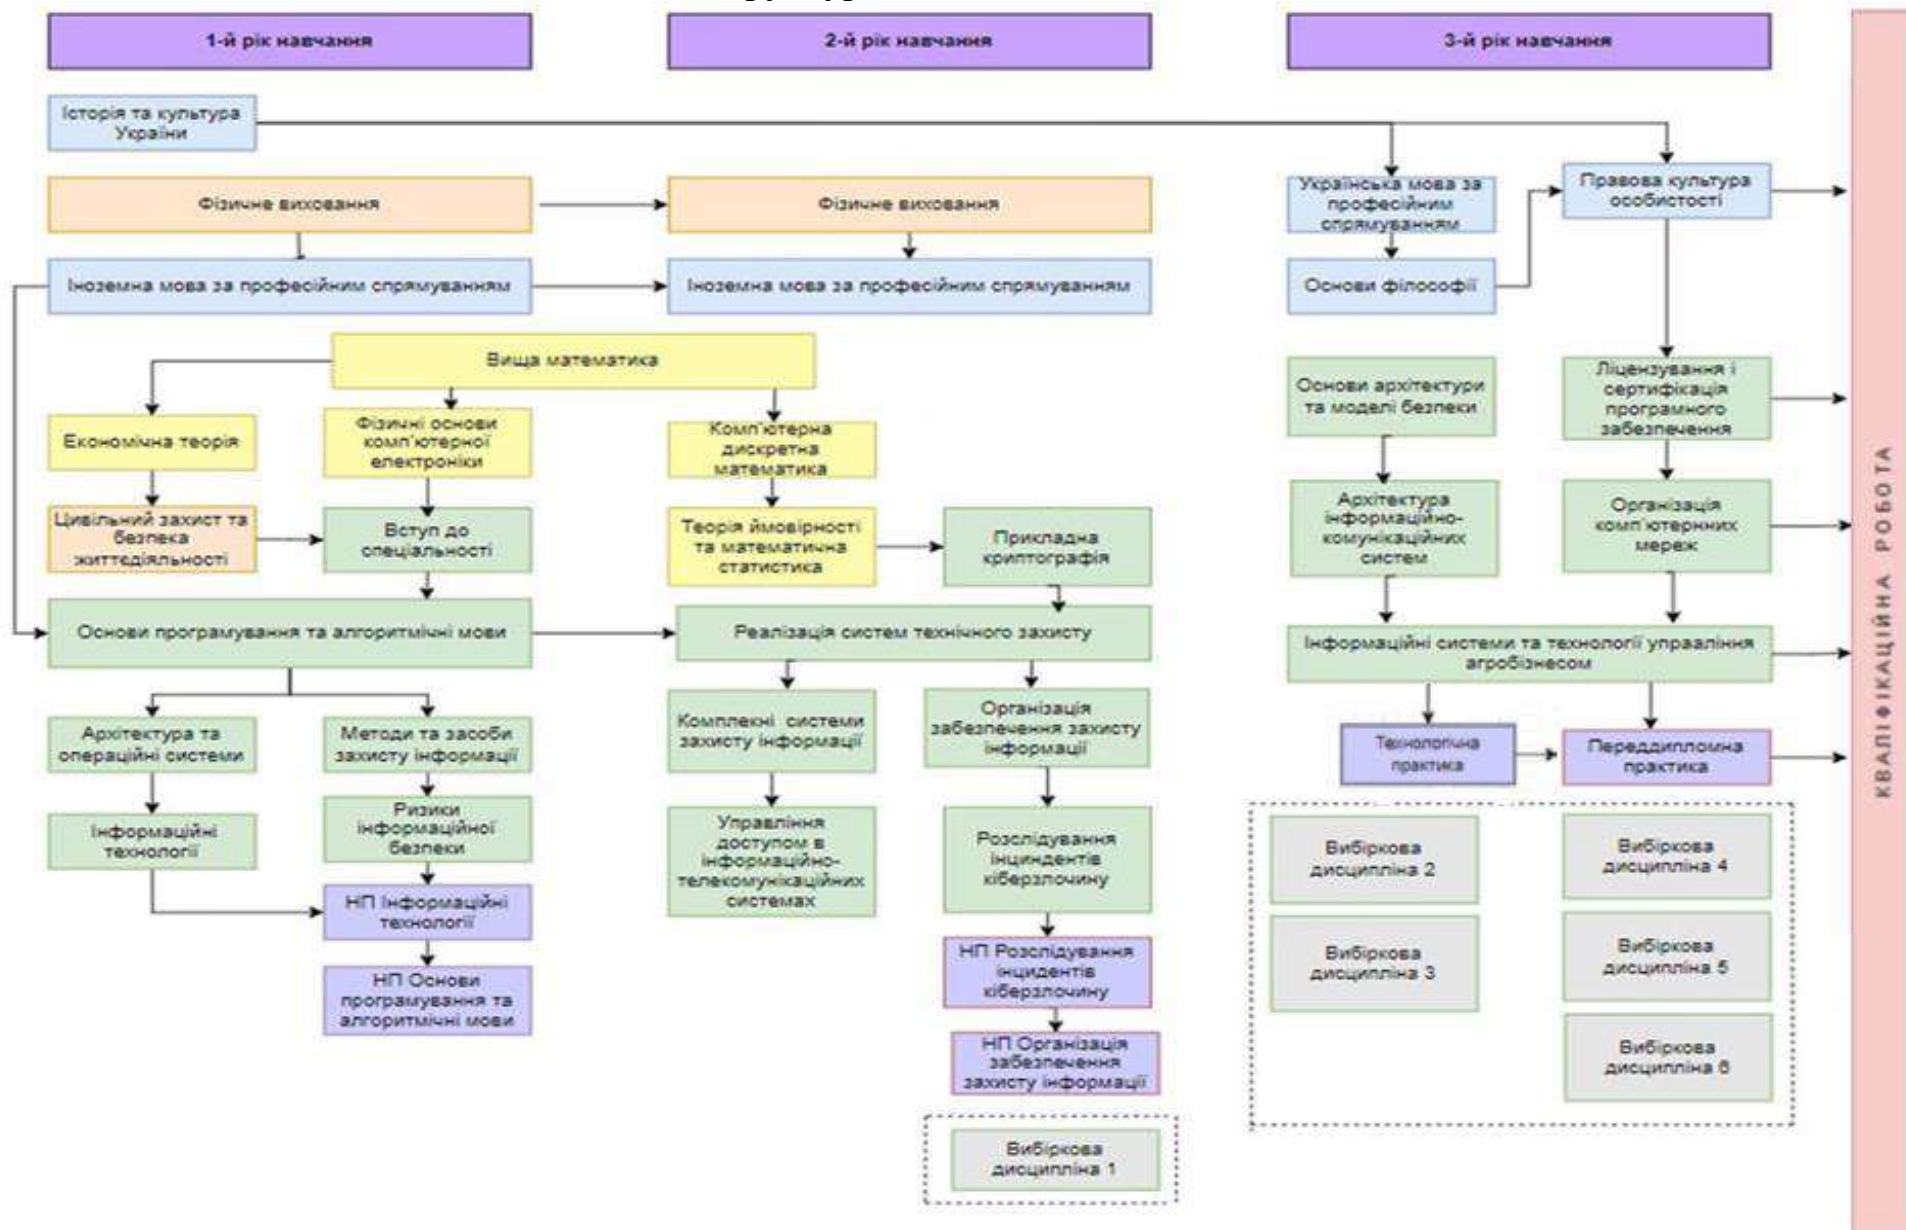 1-й рік навчання
2-й рік навчання
3-й рік навчання
Історія та культура
України
Фізичне виховання
Фізичне виховання
Українська мова за
професійним
спрямуванням
Правова культура
особистості
Іноземна мова за професійним спрямуванням
Іноземна мова за професійним спрямуванням
Основи філософії
Вища математика
Економічна теорія
Фізичні основи
комп'ютерної
електроніки
Комп'ютерна
дискретна
математика
Основи архітектури
та моделі безпеки
Ліцензування і
сертифікація
програмного
забезпечення
Цивільний захист та
безпека
життєдіяльності
Вступ до
спеціальності
Теорія ймовірності
та математична
статистика
Прикладна
криптографія
Архітектура
інформаційно-
комунікаційних
систем
Організація
комп'ютернних
мереж
Основи програмування та алгоритмічні мови
Реалізація систем технічного захисту
Інформаційні системи та технології управління
агробізнесом
Архітектура та
операційні системи
Методи та засоби
захисту інформації
Комплекні системи
захисту інформації
Організація
забезпечення захисту
інформації
Технологічна
практика
Переддипломна
практика
Інформаційні
технології
Ризики
інформаційної
безпеки
Управління
доступом в
інформаційно-
телекомунікаційних
системах
Розслідування
інциндентів
кіберзлочину
НП Інформаційні
технології
НП Основи
програмування та
алгоритмічні мови
НП Розслідування
інцидентів
кіберзлочину
НП Організація
забезпечення
захисту інформації
Вибіркова
дисципліна 1
Вибіркова
дисципліна 2
Вибіркова
дисципліна 3
Вибіркова
дисципліна 4
Вибіркова
дисципліна 5
Вибіркова
дисципліна 6
КВАЛІФІКАЦІЙНА РОБОТА